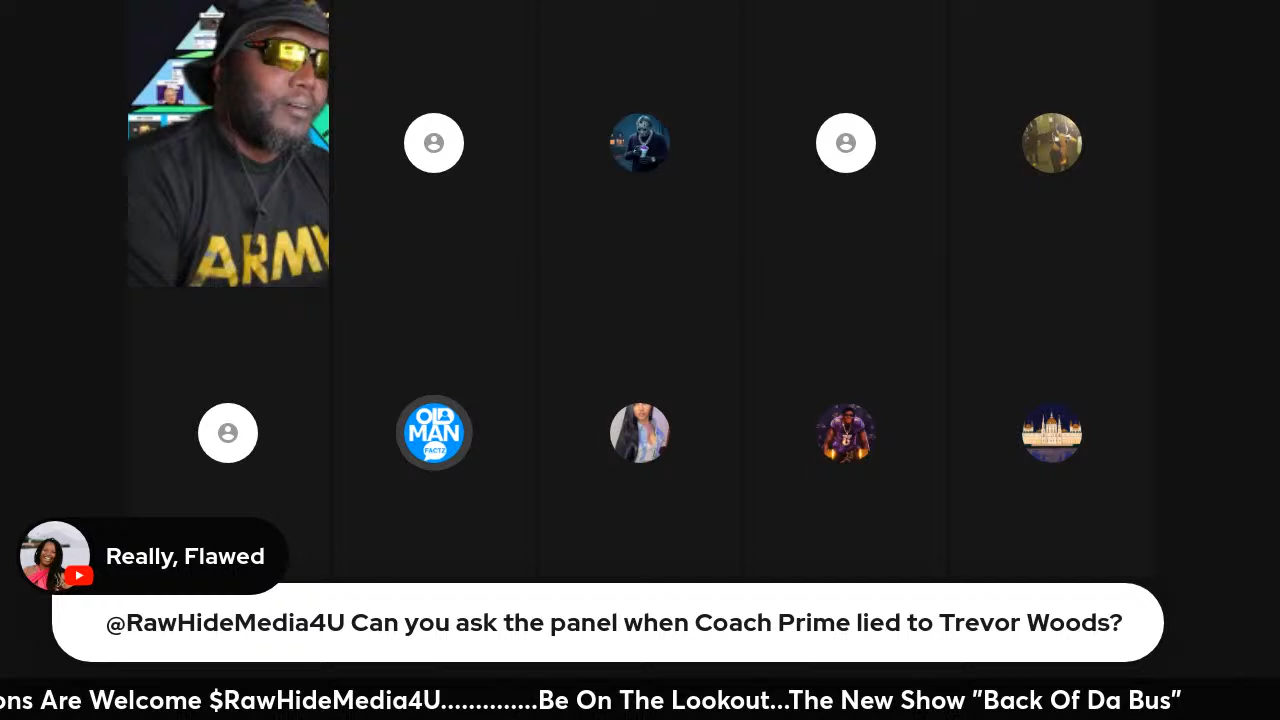 ARMY
OLD
MAN
FACTZ
Really, Flawed
@RawHideMedia4U Can you ask the panel when Coach Prime lied to Trevor Woods?
ons Are Welcome $RawHideMedia4U..............Be On The Lookout...The New Show "Back Of Da Bus"